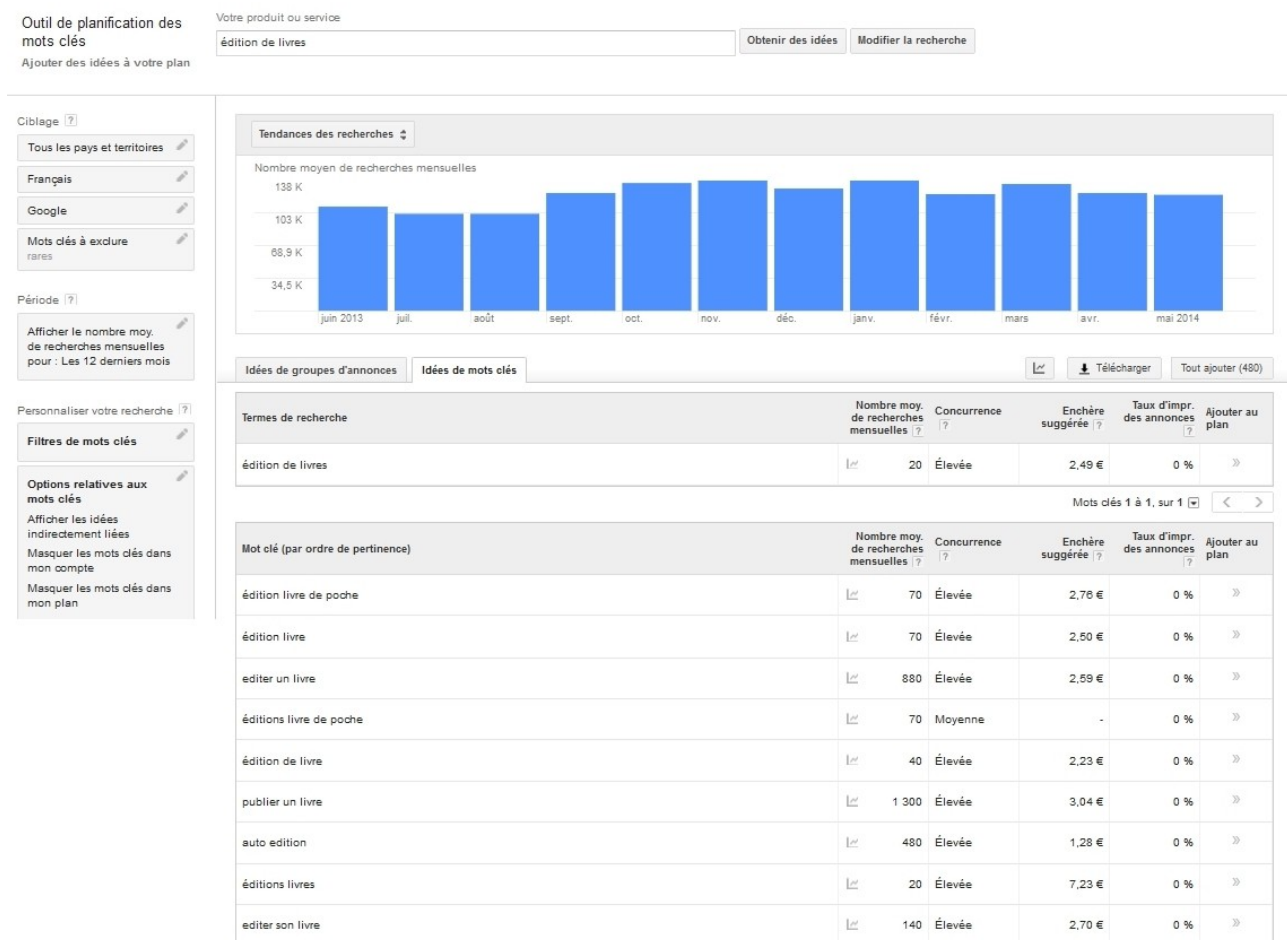 Outil de planification des
mots clés
Ajouter des idées à votre plan
Votre produit ou service
édition de livres
Obtenir des idées
Modifier la recherche
Ciblage ?
Tous les pays et territoires
Français
Google
Mots clés à exclure
rares
Période ?
Afficher le nombre moy.
de recherches mensuelles
pour : Les 12 derniers mois
Personnaliser votre recherche ?
Filtres de mots clés
Options relatives aux
mots clés
Afficher les idées
indirectement liées
Masquer les mots clés dans
mon compte
Masquer les mots clés dans
mon plan
Tendances des recherches
Nombre moyen de recherches mensuelles
138 K
103 K
68,9 K
34,5 K
juin 2013 juil. août sept. oct. nov. déc. janv. févr. mars avr. mai 2014
Idées de groupes d'annonces
Idées de mots clés
Télécharger
Tout ajouter (480)
Termes de recherche
Nombre moy.
de recherches
mensuelles ?
Concurrence
?
Enchère
suggérée ?
Taux d'impr.
des annonces
?
Ajouter au
plan
édition de livres 20 Élevée 2,49 € 0 % »
Mots clés 1 à 1, sur 1
Mot clé (par ordre de pertinence)
Nombre moy.
de recherches
mensuelles ?
Concurrence
?
Enchère
suggérée ?
Taux d'impr.
des annonces
?
Ajouter au
plan
édition livre de poche 70 Élevée 2,76 € 0 % »
édition livre 70 Élevée 2,50 € 0 % »
editer un livre 880 Élevée 2,59 € 0 % »
éditions livre de poche 70 Moyenne - 0 % »
édition de livre 40 Élevée 2,23 € 0 % »
publier un livre 1 300 Élevée 3,04 € 0 % »
auto edition 480 Élevée 1,28 € 0 % »
éditions livres 20 Élevée 7,23 € 0 % »
editer son livre 140 Élevée 2,70 € 0 % »